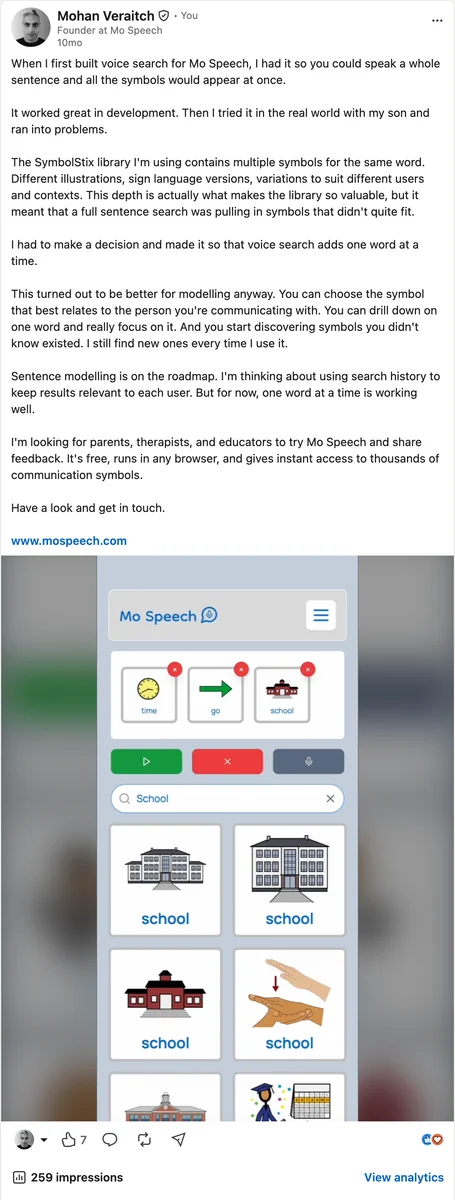 Mohan Veraitch · You
Founder at Mo Speech
10mo
When I first built voice search for Mo Speech, I had it so you could speak a whole
sentence and all the symbols would appear at once.
It worked great in development. Then I tried it in the real world with my son and
ran into problems.
The SymbolStix library I'm using contains multiple symbols for the same word.
Different illustrations, sign language versions, variations to suit different users
and contexts. This depth is actually what makes the library so valuable, but it
meant that a full sentence search was pulling in symbols that didn't quite fit.
I had to make a decision and made it so that voice search adds one word at a
time.
This turned out to be better for modelling anyway. You can choose the symbol
that best relates to the person you're communicating with. You can drill down on
one word and really focus on it. And you start discovering symbols you didn't
know existed. I still find new ones every time I use it.
Sentence modelling is on the roadmap. I'm thinking about using search history to
keep results relevant to each user. But for now, one word at a time is working
well.
I'm looking for parents, therapists, and educators to try Mo Speech and share
feedback. It's free, runs in any browser, and gives instant access to thousands of
communication symbols.
Have a look and get in touch.
www.mospeech.com
Mo Speech
time go school
School
school school
school school
7
259 impressions View analytics